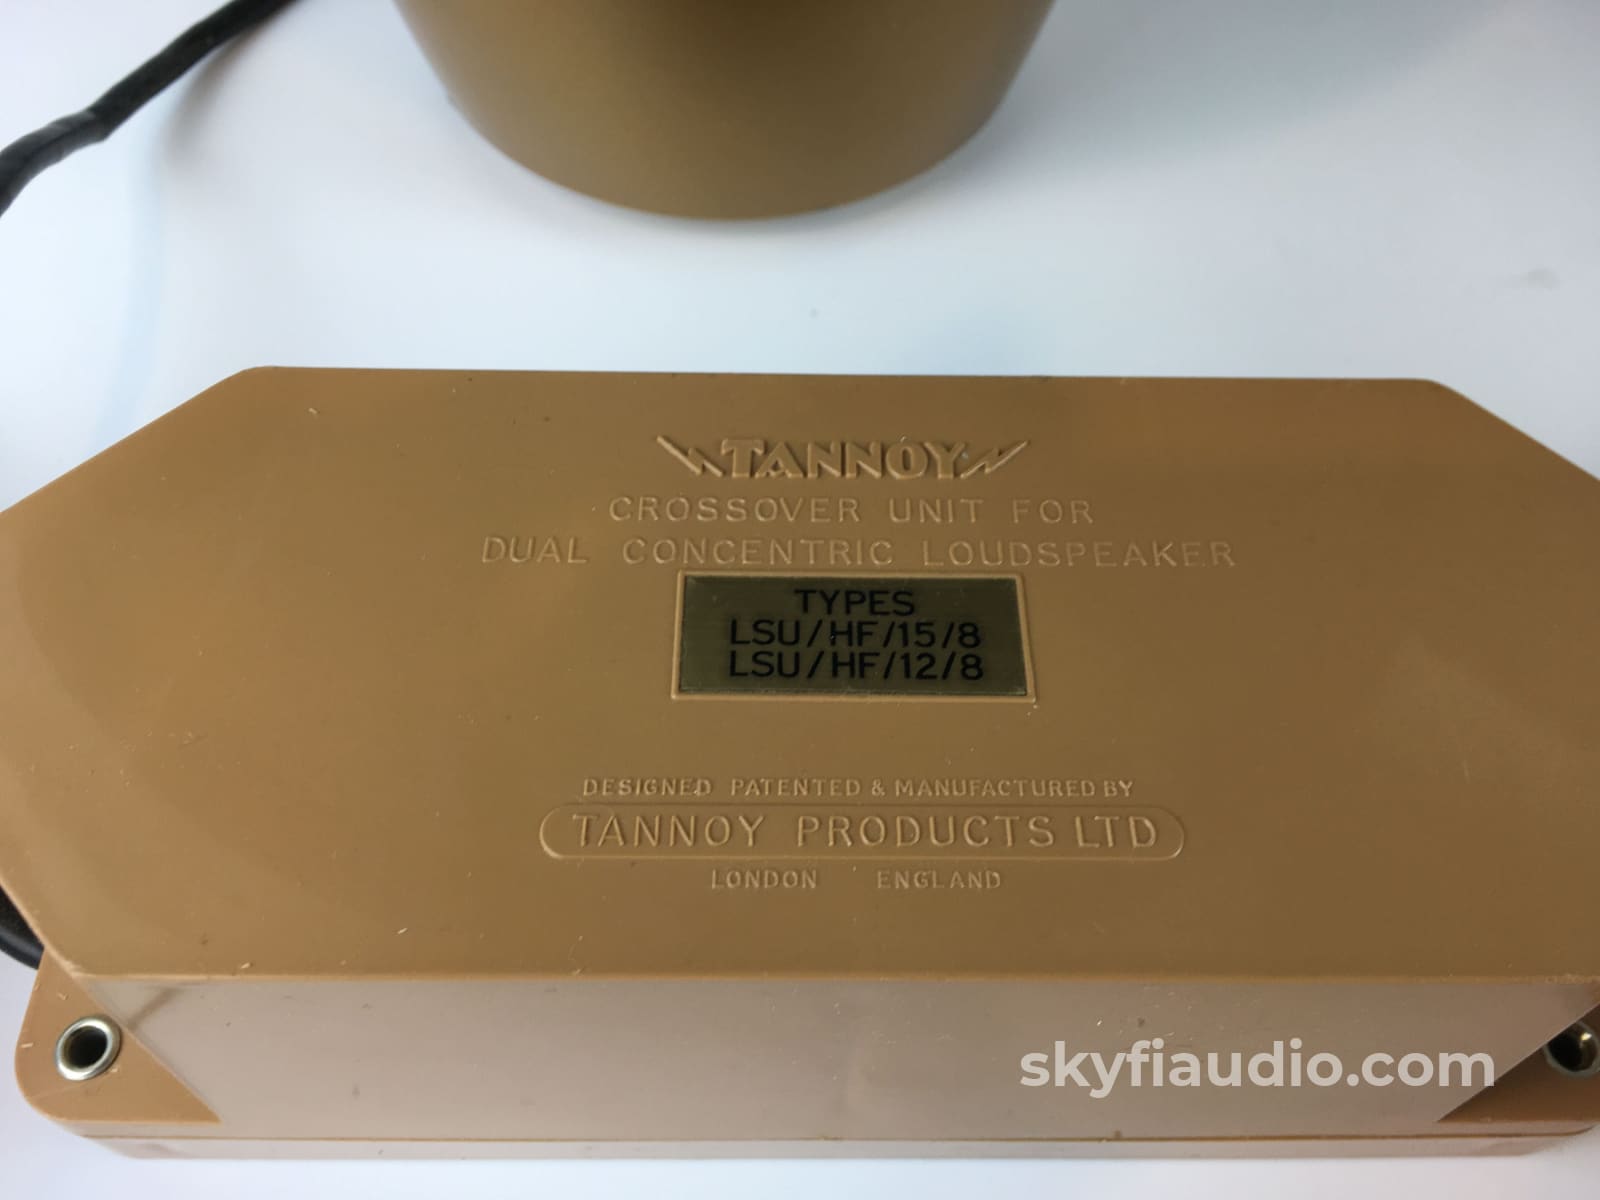 TANNOY
CROSSOVER UNIT FOR
DUAL CONCENTRIC LOUDSPEAKER
TYPES
LSU/HF/15/8
LSU/HF/12/8
DESIGNED PATENTED & MANUFACTURED BY
TANNOY PRODUCTS LTD
LONDON ENGLAND
skyfiaudio.com